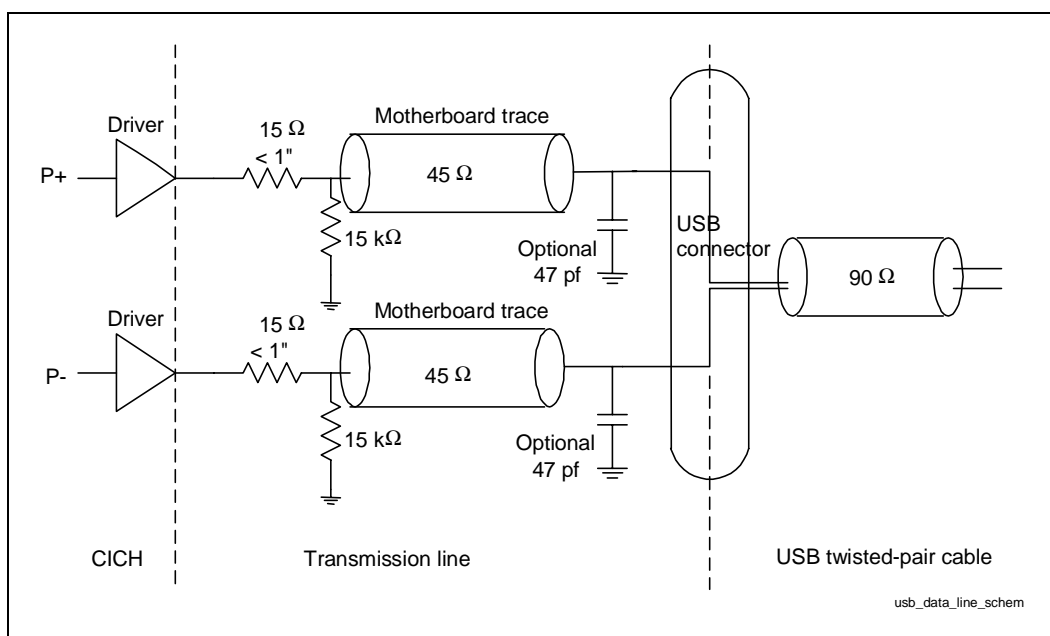 Driver
15 Ω
< 1"
Motherboard trace
P+
45 Ω
15 kΩ
Optional
47 pf
USB
connector
90 Ω
Driver
15 Ω
< 1"
Motherboard trace
P-
45 Ω
15 kΩ
Optional
47 pf
CICH
Transmission line
USB twisted-pair cable
usb_data_line_schem